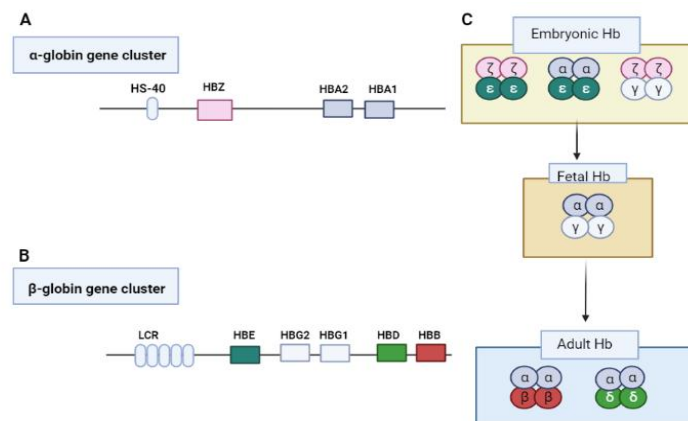 A
α-globin gene cluster
HS-40 HBZ HBA2 HBA1
B
β-globin gene cluster
LCR HBE HBG2 HBG1 HBD HBB
C
Embryonic Hb
ζ ζ α α ζ ζ
ε ε ε ε γ γ
Fetal Hb
α α
γ γ
Adult Hb
α α α α
β β δ δ